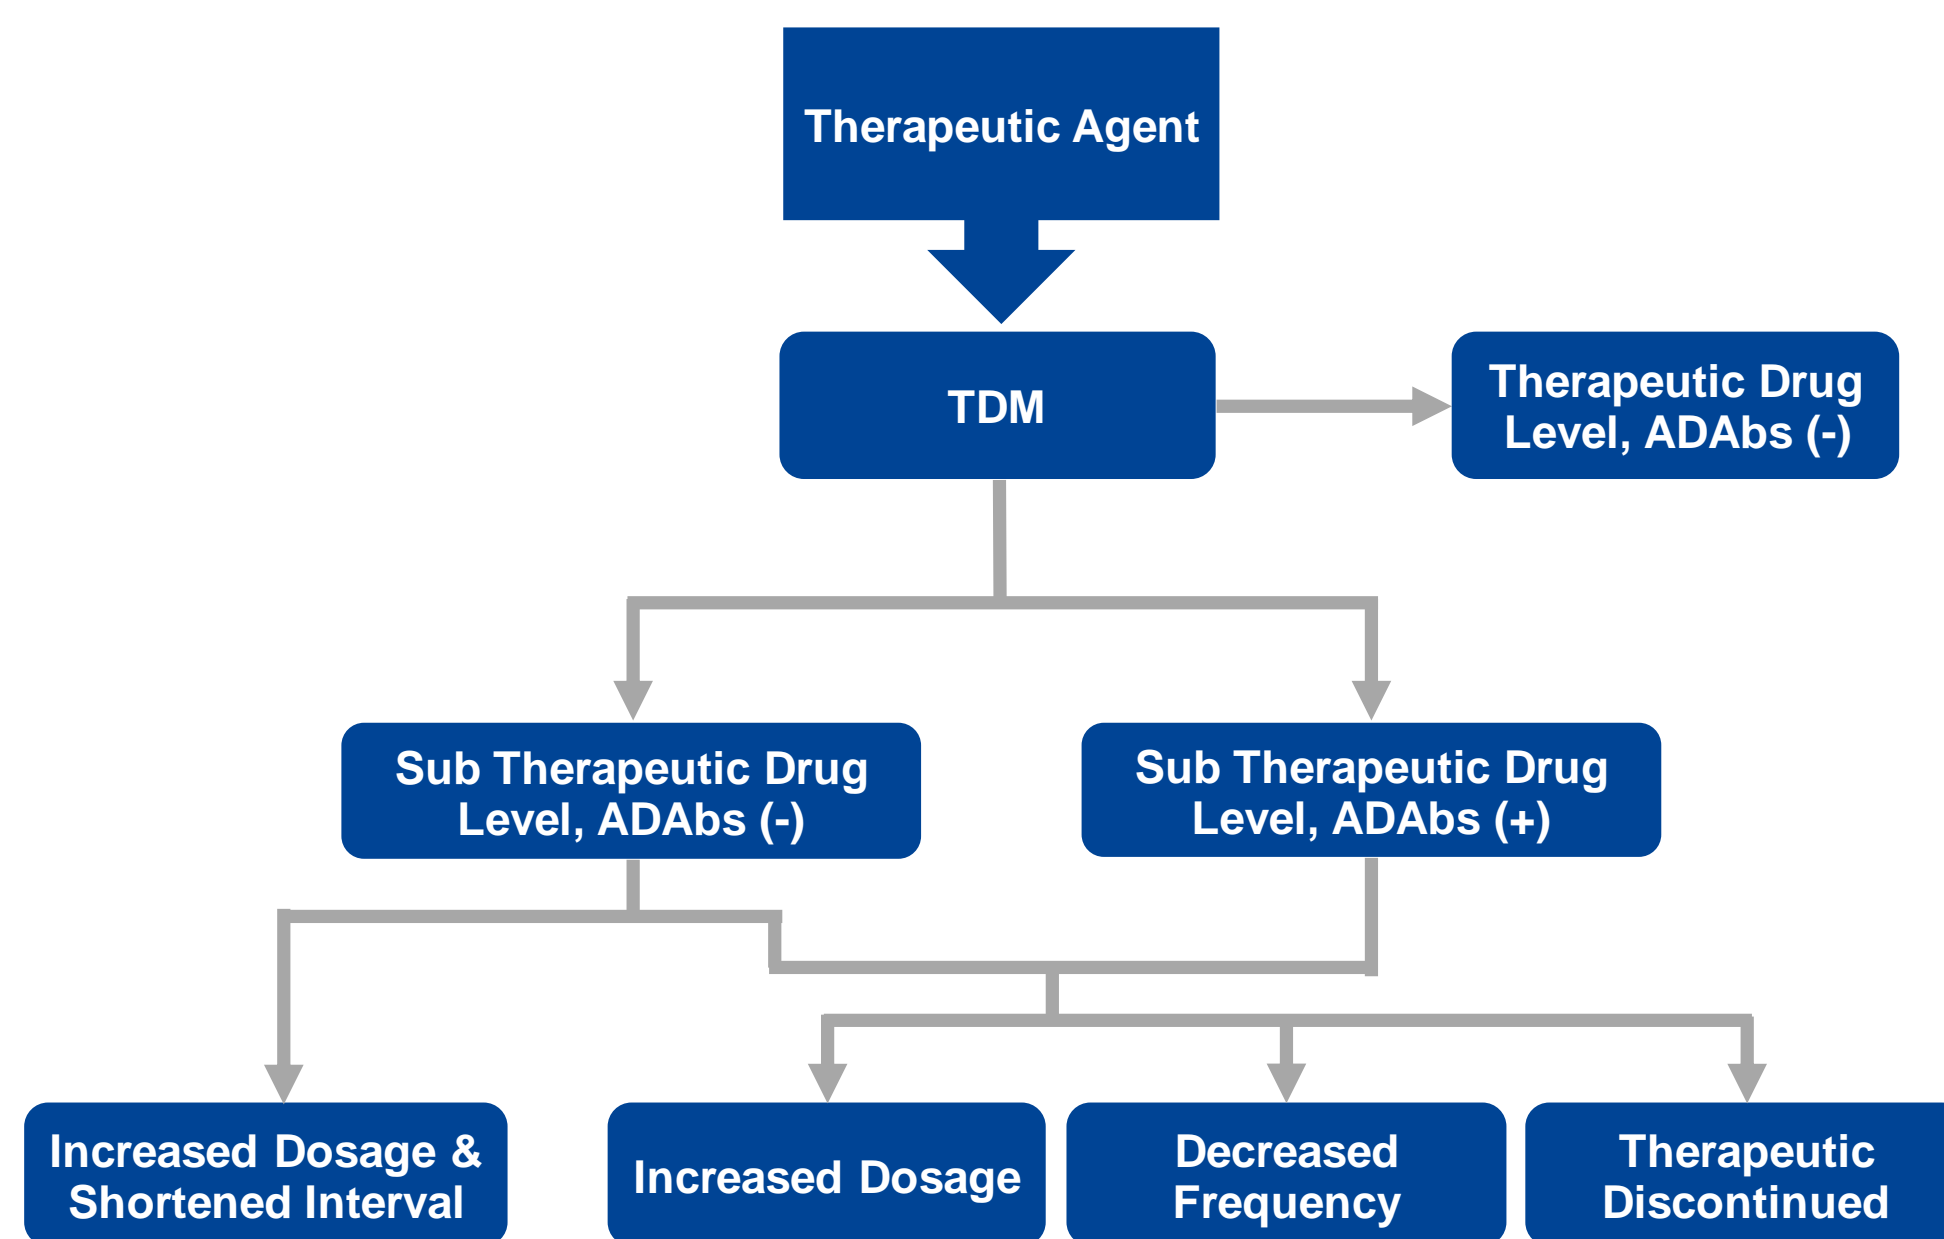 Therapeutic Agent
TDM
Therapeutic Drug
Level, ADAbs (-)
Sub Therapeutic Drug
Level, ADAbs (-)
Sub Therapeutic Drug
Level, ADAbs (+)
Increased Dosage &
Shortened Interval
Increased Dosage
Decreased
Frequency
Therapeutic
Discontinued